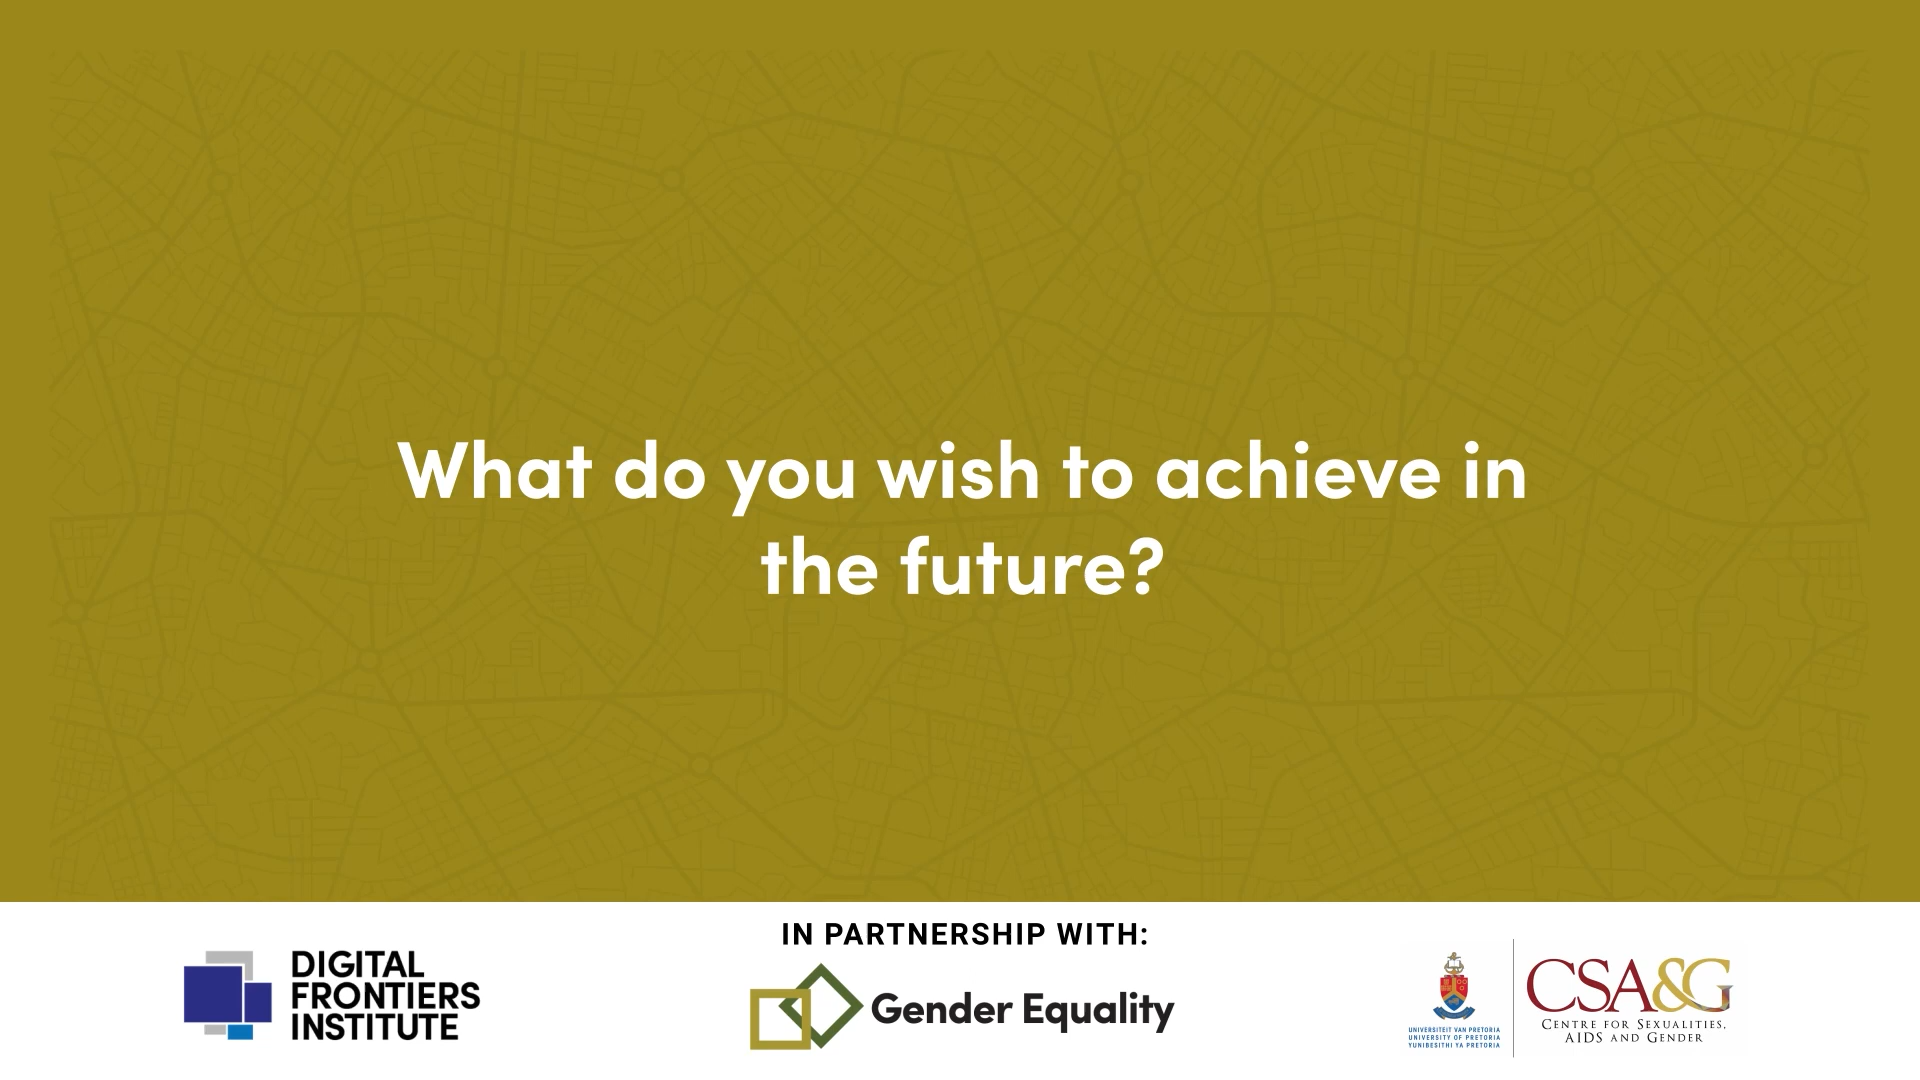 What do you wish to achieve in
the future?
IN PARTNERSHIP WITH:
DIGITAL
FRONTIERS
INSTITUTE
Gender Equality
UNIVERSITEIT VAN PRETORIA
UNIVERSITY OF PRETORIA
YUNIBESITHI YA PRETORIA
CSA&G
CENTRE FOR SEXUALITIES,
AIDS AND GENDER